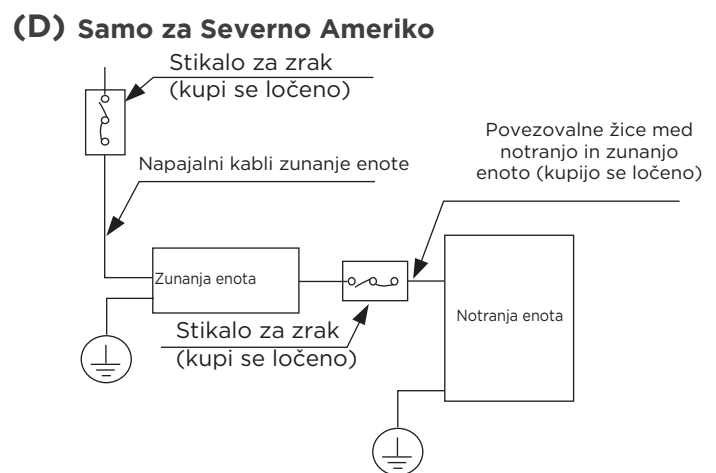 (D) Samo za Severno Ameriko
Stikalo za zrak
(kupi se ločeno)
Napajalni kabli zunanje enote
Povezovalne žice med
notranjo in zunanjo
enoto (kupijo se ločeno)
Zunanja enota
Stikalo za zrak
(kupi se ločeno)
Notranja enota